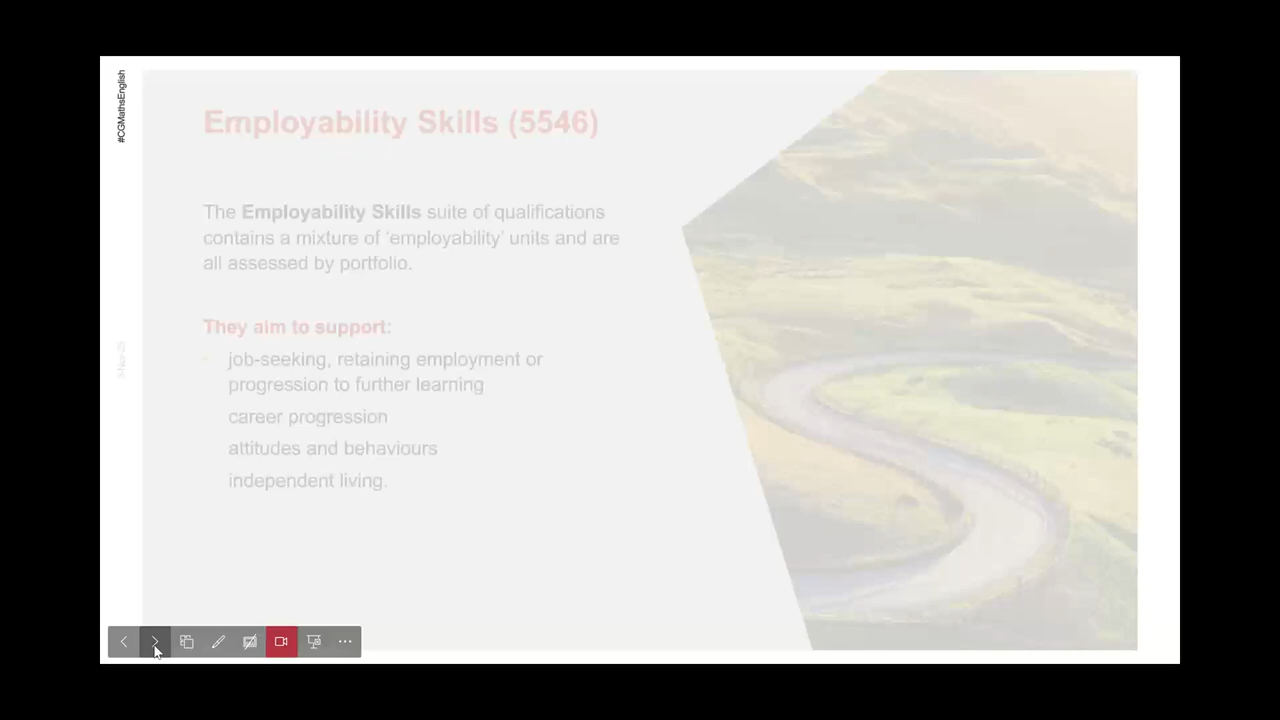 #CGMathsEnglish
Employability Skills (5546)
The Employability Skills suite of qualifications
contains a mixture of ‘employability’ units and are
all assessed by portfolio.
They aim to support:
job-seeking, retaining employment or
progression to further learning
career progression
attitudes and behaviours
independent living.